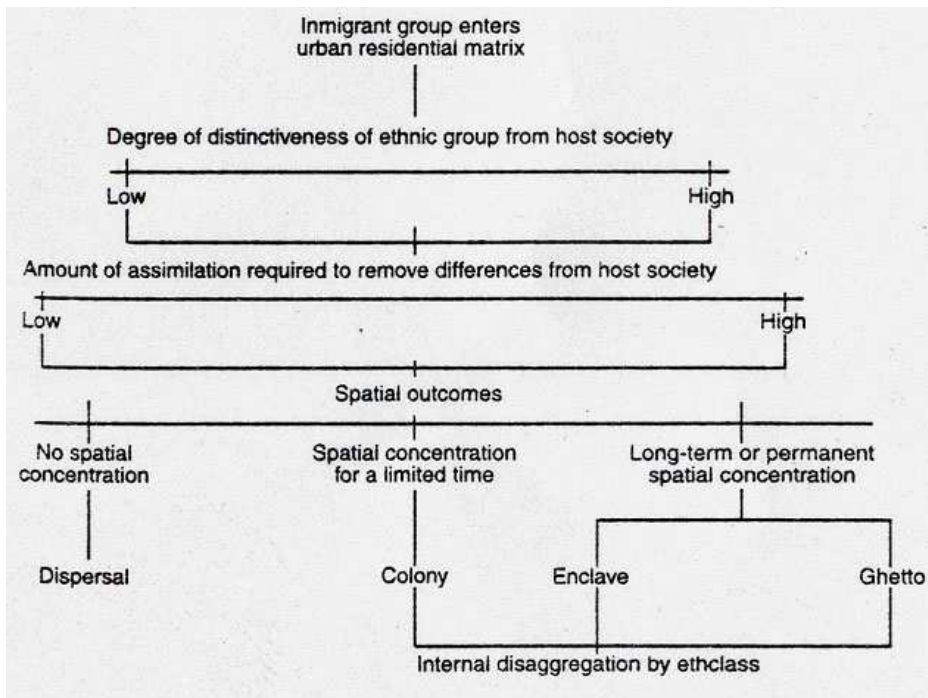 Inmigrant group enters
urban residential matrix
Degree of distinctiveness of ethnic group from host society
Low High
Amount of assimilation required to remove differences from host society
Low High
Spatial outcomes
No spatial
concentration
Spatial concentration
for a limited time
Long-term or permanent
spatial concentration
Dispersal Colony Enclave Ghetto
Internal disaggregation by ethclass